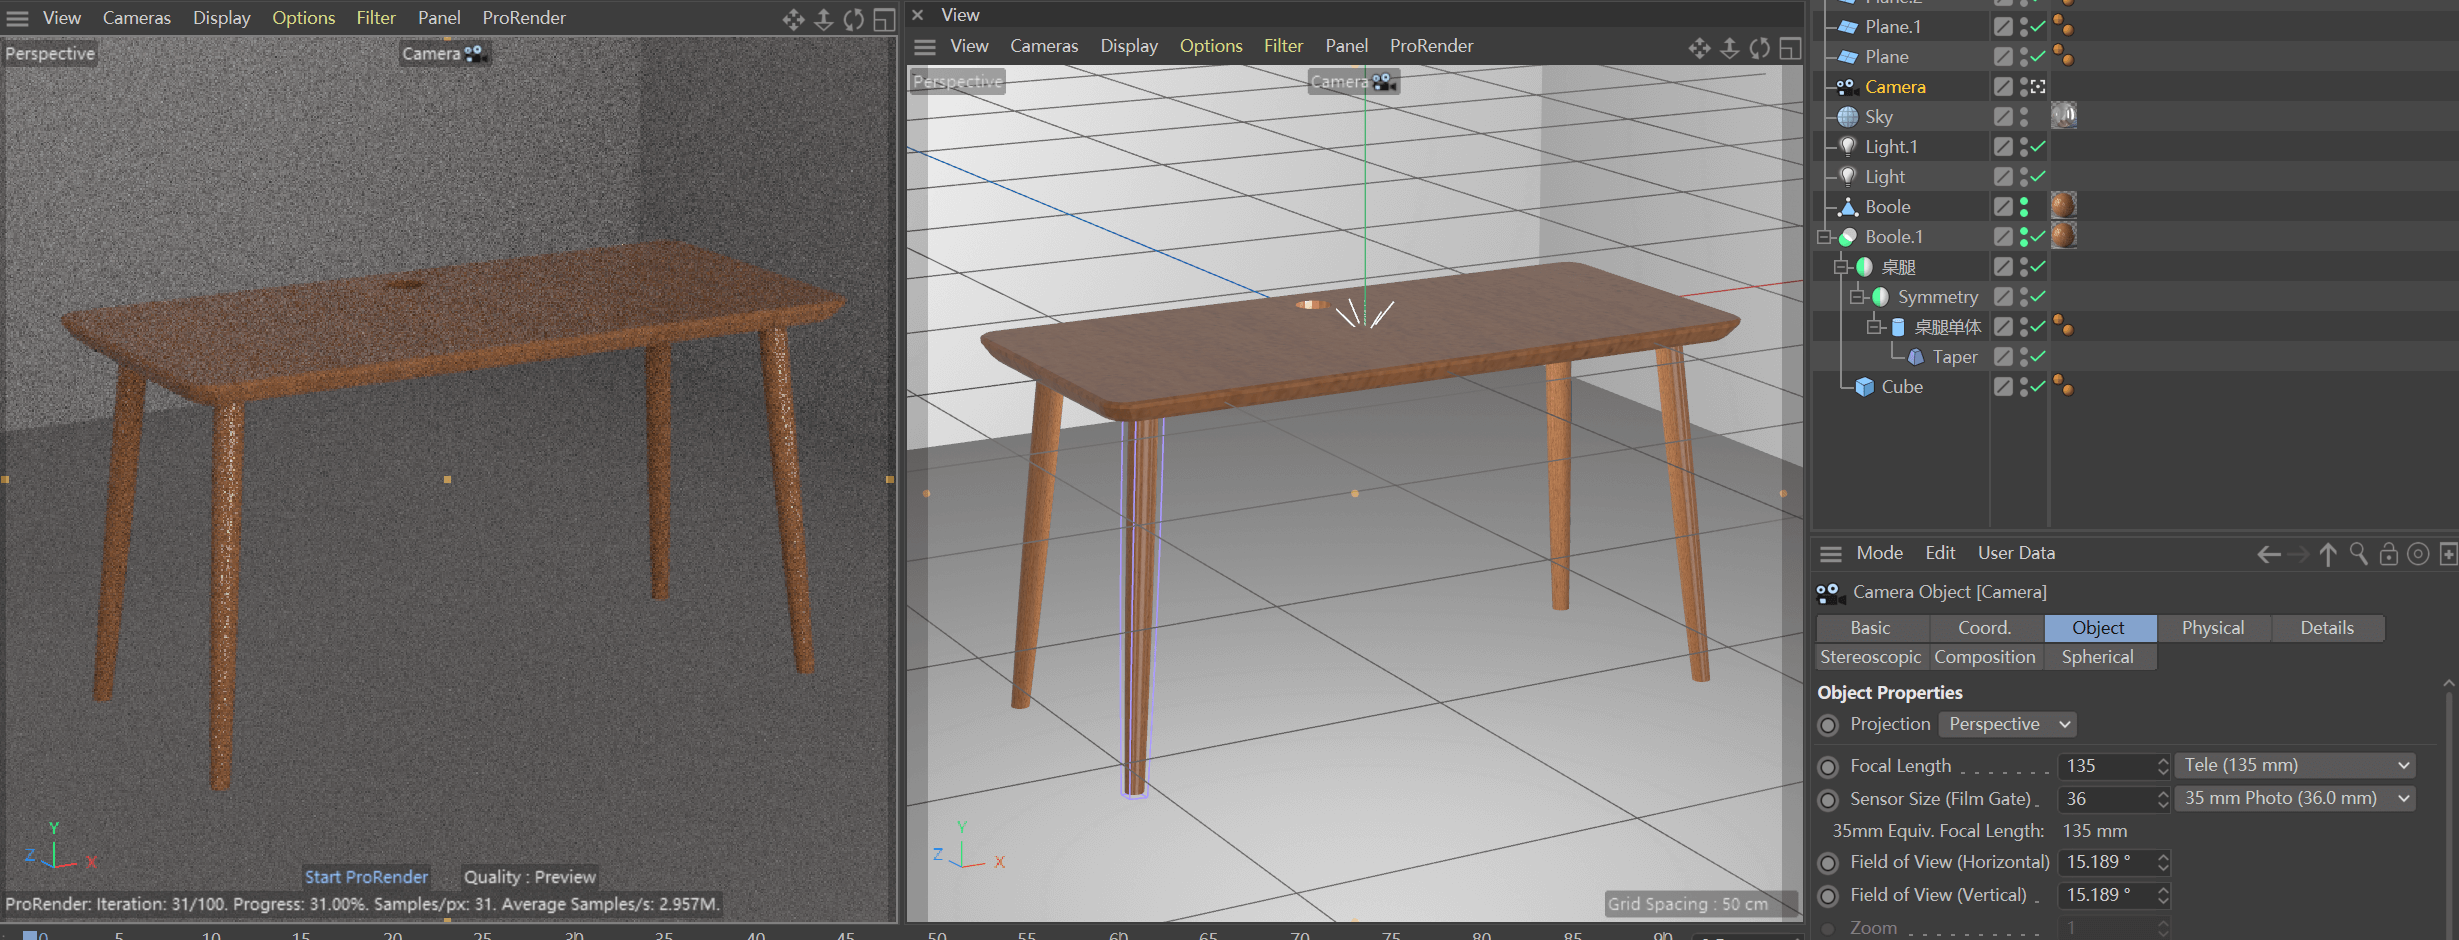 View Cameras Display Options Filter Panel ProRender
Perspective
Camera
Y
Z
X
Start ProRender Quality : Preview
ProRender: Iteration: 31/100. Progress: 31.00%. Samples/px: 31. Average Samples/s: 2.957M.
View
View Cameras Display Options Filter Panel ProRender
Perspective
Camera
Y
Z
X
Grid Spacing : 50 cm
0 5 10 15 20 25 30 35 40 45 50 55 60 65 70 75 80 85 90
Plane.2
Plane.1
Plane
Camera
Sky
Light.1
Light
Boole
Boole.1
桌腿
Symmetry
桌腿单体
Taper
Cube
Mode Edit User Data
Camera Object [Camera]
Basic Coord. Object Physical Details
Stereoscopic Composition Spherical
Object Properties
Projection Perspective
Focal Length 135 Tele (135 mm)
Sensor Size (Film Gate) 36 35 mm Photo (36.0 mm)
35mm Equiv. Focal Length: 135 mm
Field of View (Horizontal) 15.189 °
Field of View (Vertical) 15.189 °
Zoom 1